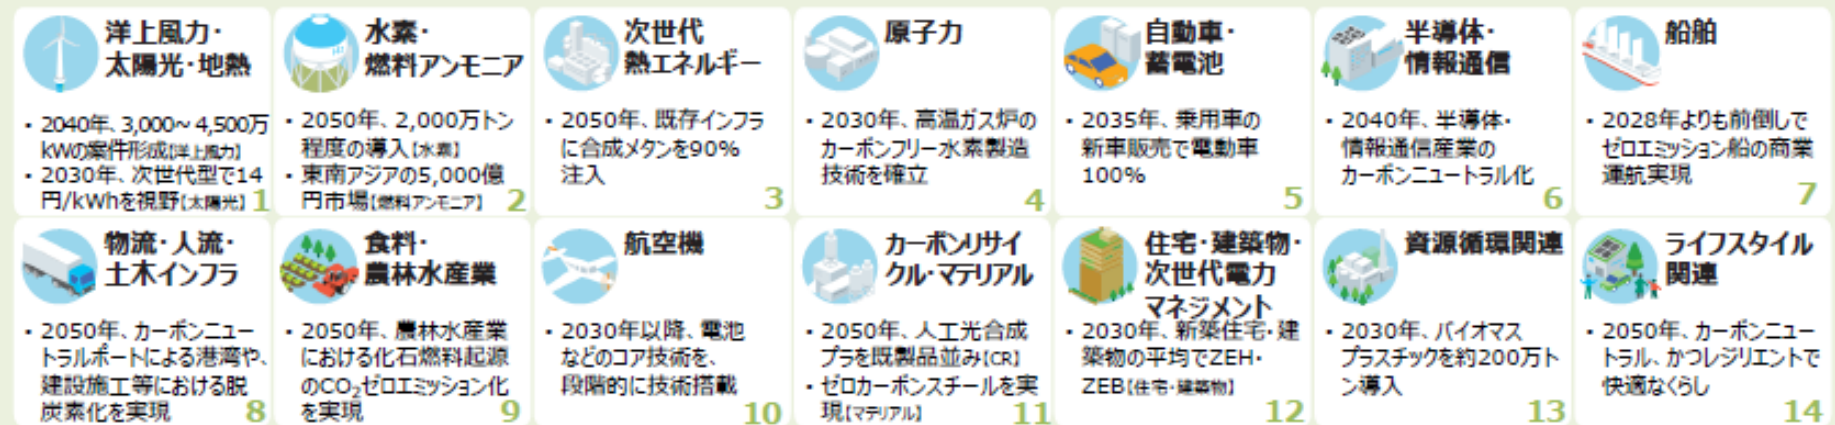 洋上風力・
太陽光・地熱
・2040年、3,000~4,500万
kWの案件形成【洋上風力】
・2030年、次世代型で14
円/kWhを視野【太陽光】
1
水素・
燃料アンモニア
・2050年、2,000万トン
程度の導入【水素】
・東南アジアの5,000億
円市場【燃料アンモニア】
2
次世代
熱エネルギー
・2050年、既存インフラ
に合成メタンを90%
注入
3
原子力
・2030年、高温ガス炉の
カーボンフリー水素製造
技術を確立
4
自動車・
蓄電池
・2035年、乗用車の
新車販売で電動車
100%
5
半導体・
情報通信
・2040年、半導体・
情報通信産業の
カーボンニュートラル化
6
船舶
・2028年よりも前倒しで
ゼロエミッション船の商業
運航実現
7
物流・人流・
土木インフラ
・2050年、カーボンニュー
トラルポートによる港湾や、
建設施工等における脱
炭素化を実現
8
食料・
農林水産業
・2050年、農林水産業
における化石燃料起源
のCO₂ゼロエミッション化
を実現
9
航空機
・2030年以降、電池
などのコア技術を、
段階的に技術搭載
10
カーボンリサイ
クル・マテリアル
・2050年、人工光合成
プラを既製品並み【CR】
・ゼロカーボンスチールを実
現【マテリアル】
11
住宅・建築物・
次世代電力
マネジメント
・2030年、新築住宅・建
築物の平均でZEH・
ZEB【住宅・建築物】
12
資源循環関連
・2030年、バイオマス
プラスチックを約200万ト
ン導入
13
ライフスタイル
関連
・2050年、カーボンニュー
トラル、かつレジリエントで
快適なくらし
14